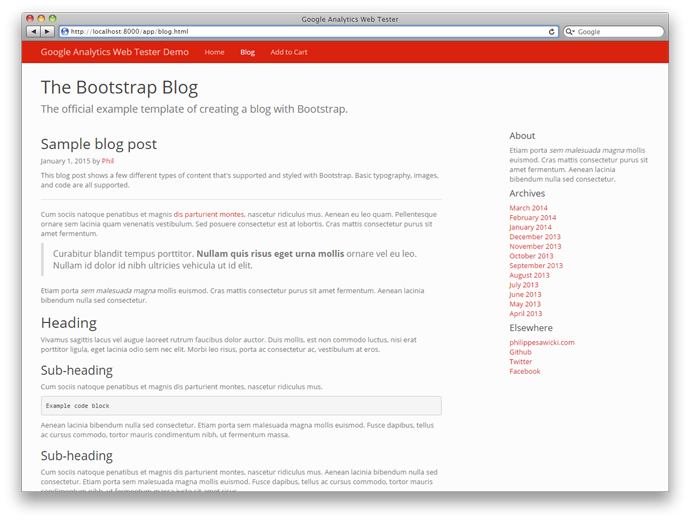 Google Analytics Web Tester
http://localhost:8000/app/blog.html
Google
Google Analytics Web Tester Demo Home Blog Add to Cart
The Bootstrap Blog
The official example template of creating a blog with Bootstrap.
Sample blog post
January 1, 2015 by Phil
This blog post shows a few different types of content that's supported and styled with Bootstrap. Basic typography, images,
and code are all supported.
Cum sociis natoque penatibus et magnis dis parturient montes, nascetur ridiculus mus. Aenean eu leo quam. Pellentesque
ornare sem lacinia quam venenatis vestibulum. Sed posuere consectetur est at lobortis. Cras mattis consectetur purus sit
amet fermentum.
Curabitur blandit tempus porttitor. Nullam quis risus eget urna mollis ornare vel eu leo.
Nullam id dolor id nibh ultricies vehicula ut id elit.
Etiam porta sem malesuada magna mollis euismod. Cras mattis consectetur purus sit amet fermentum. Aenean lacinia
bibendum nulla sed consectetur.
Heading
Vivamus sagittis lacus vel augue laoreet rutrum faucibus dolor auctor. Duis mollis, est non commodo luctus, nisi erat
porttitor ligula, eget lacinia odio sem nec elit. Morbi leo risus, porta ac consectetur ac, vestibulum at eros.
Sub-heading
Cum sociis natoque penatibus et magnis dis parturient montes, nascetur ridiculus mus.
Example code block
Aenean lacinia bibendum nulla sed consectetur. Etiam porta sem malesuada magna mollis euismod. Fusce dapibus, tellus
ac cursus commodo, tortor mauris condimentum nibh, ut fermentum massa.
Sub-heading
Cum sociis natoque penatibus et magnis dis parturient montes, nascetur ridiculus mus. Aenean lacinia bibendum nulla sed
consectetur. Etiam porta sem malesuada magna mollis euismod. Fusce dapibus, tellus ac cursus commodo, tortor mauris
condimentum nibh, ut fermentum massa justo sit amet risus.
About
Etiam porta sem malesuada magna mollis
euismod. Cras mattis consectetur purus sit
amet fermentum. Aenean lacinia
bibendum nulla sed consectetur.
Archives
March 2014
February 2014
January 2014
December 2013
November 2013
October 2013
September 2013
August 2013
July 2013
June 2013
May 2013
April 2013
Elsewhere
philippesawicki.com
Github
Twitter
Facebook